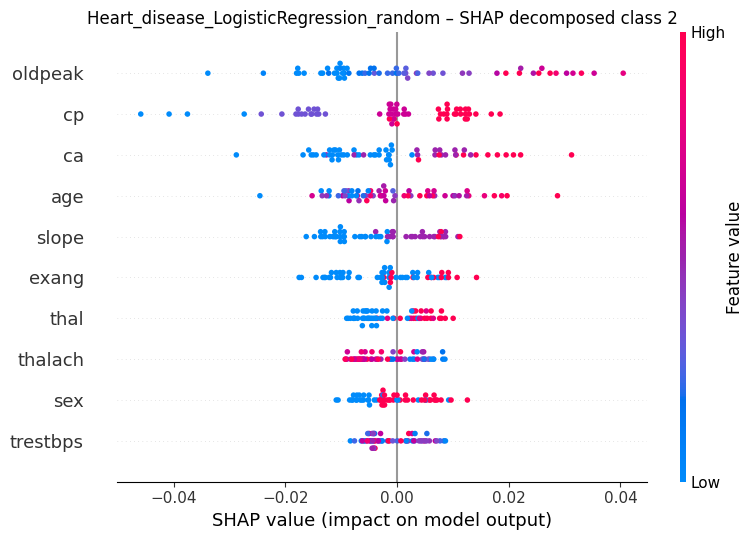 Heart_disease_LogisticRegression_random – SHAP decomposed class 2
High
oldpeak
cp
ca
age
slope
exang
thal
thalach
sex
trestbps
Feature value
Low
−0.04
−0.02
0.00
0.02
0.04
SHAP value (impact on model output)